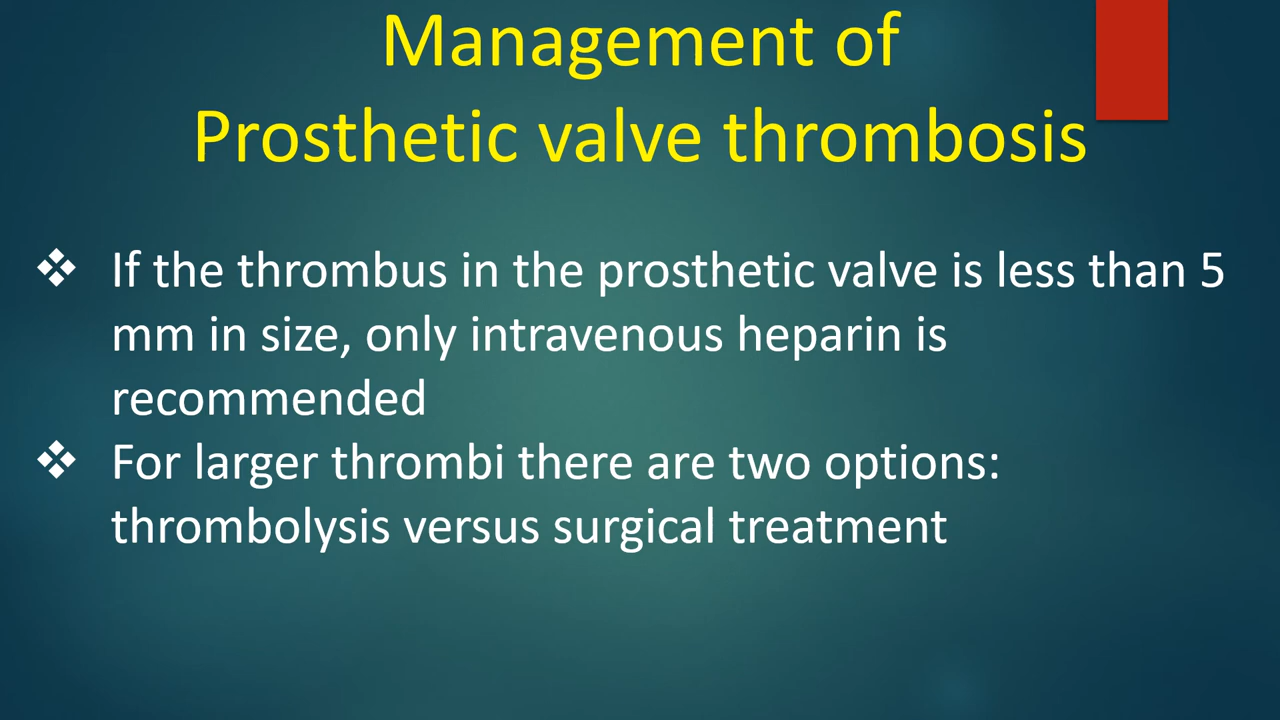 Management of
Prosthetic valve thrombosis
❖ If the thrombus in the prosthetic valve is less than 5
mm in size, only intravenous heparin is
recommended
❖ For larger thrombi there are two options:
thrombolysis versus surgical treatment